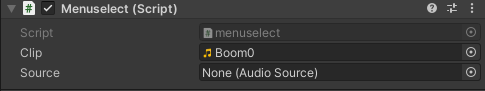 Menuselect (Script)
Script menuselect
Clip Boom0
Source None (Audio Source)